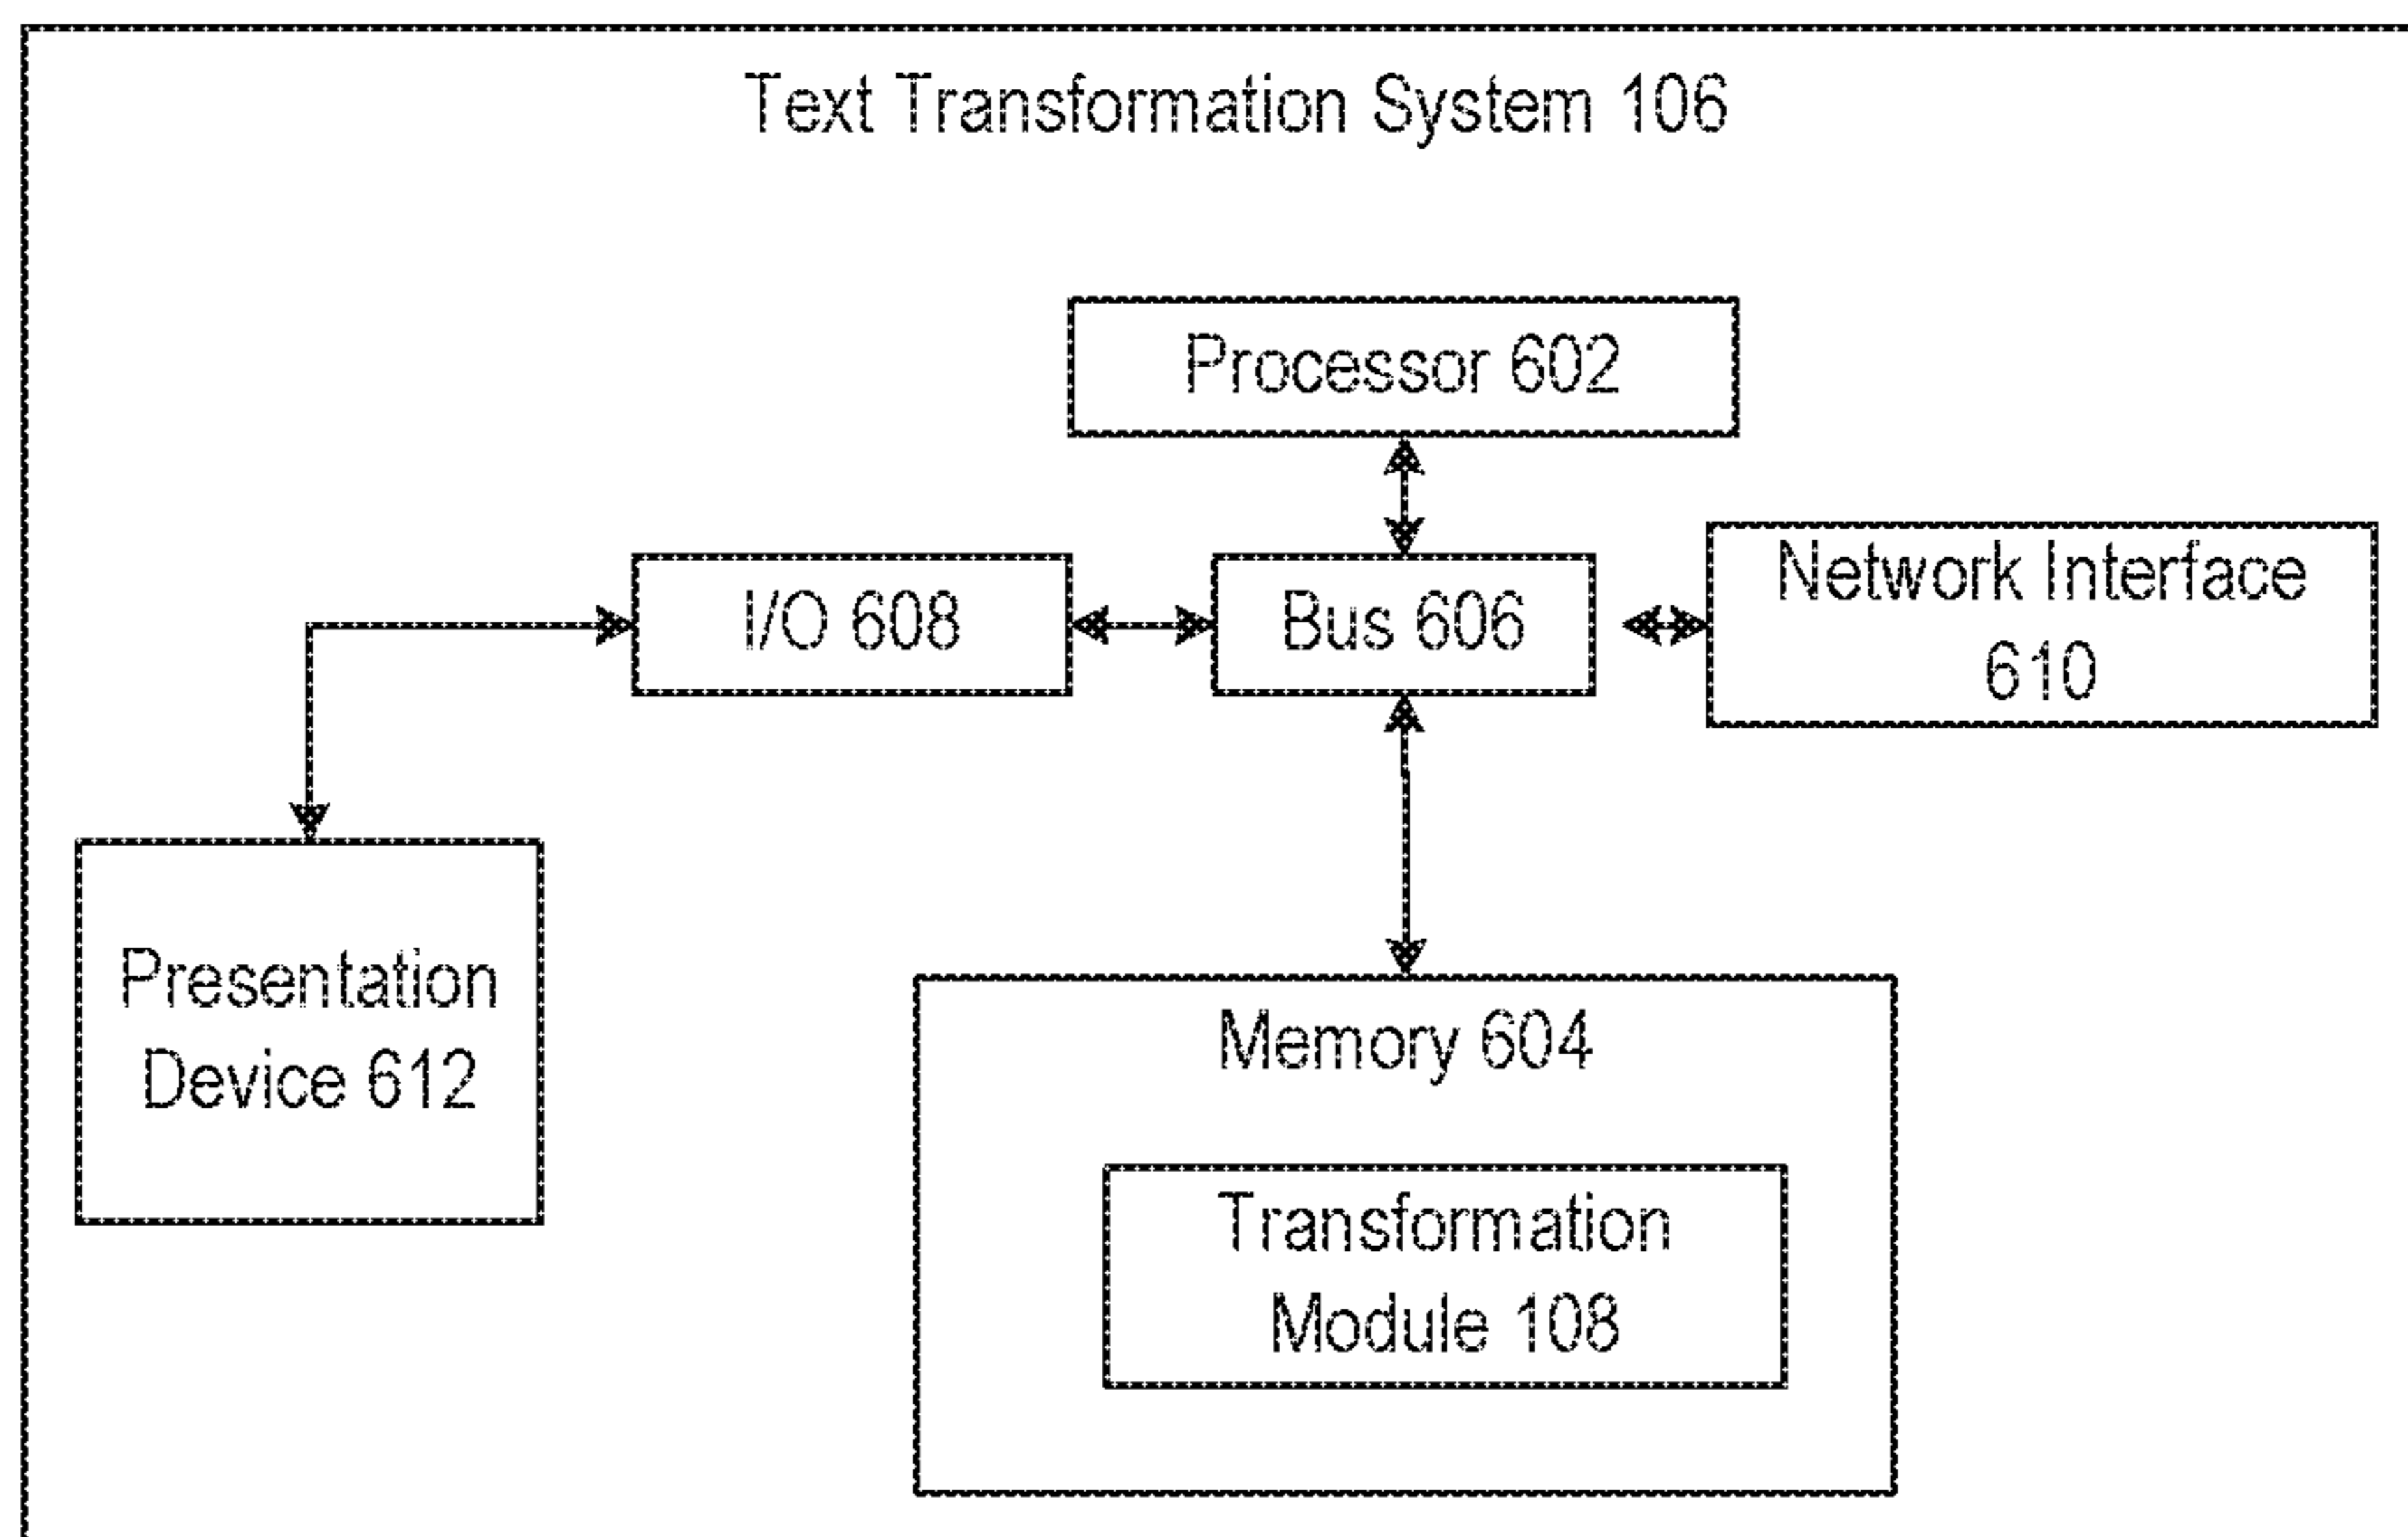 Text Transformation System 106
Processor 602
I/O 608
Bus 606
Network Interface
610
Presentation
Device 612
Memory 604
Transformation
Module 108